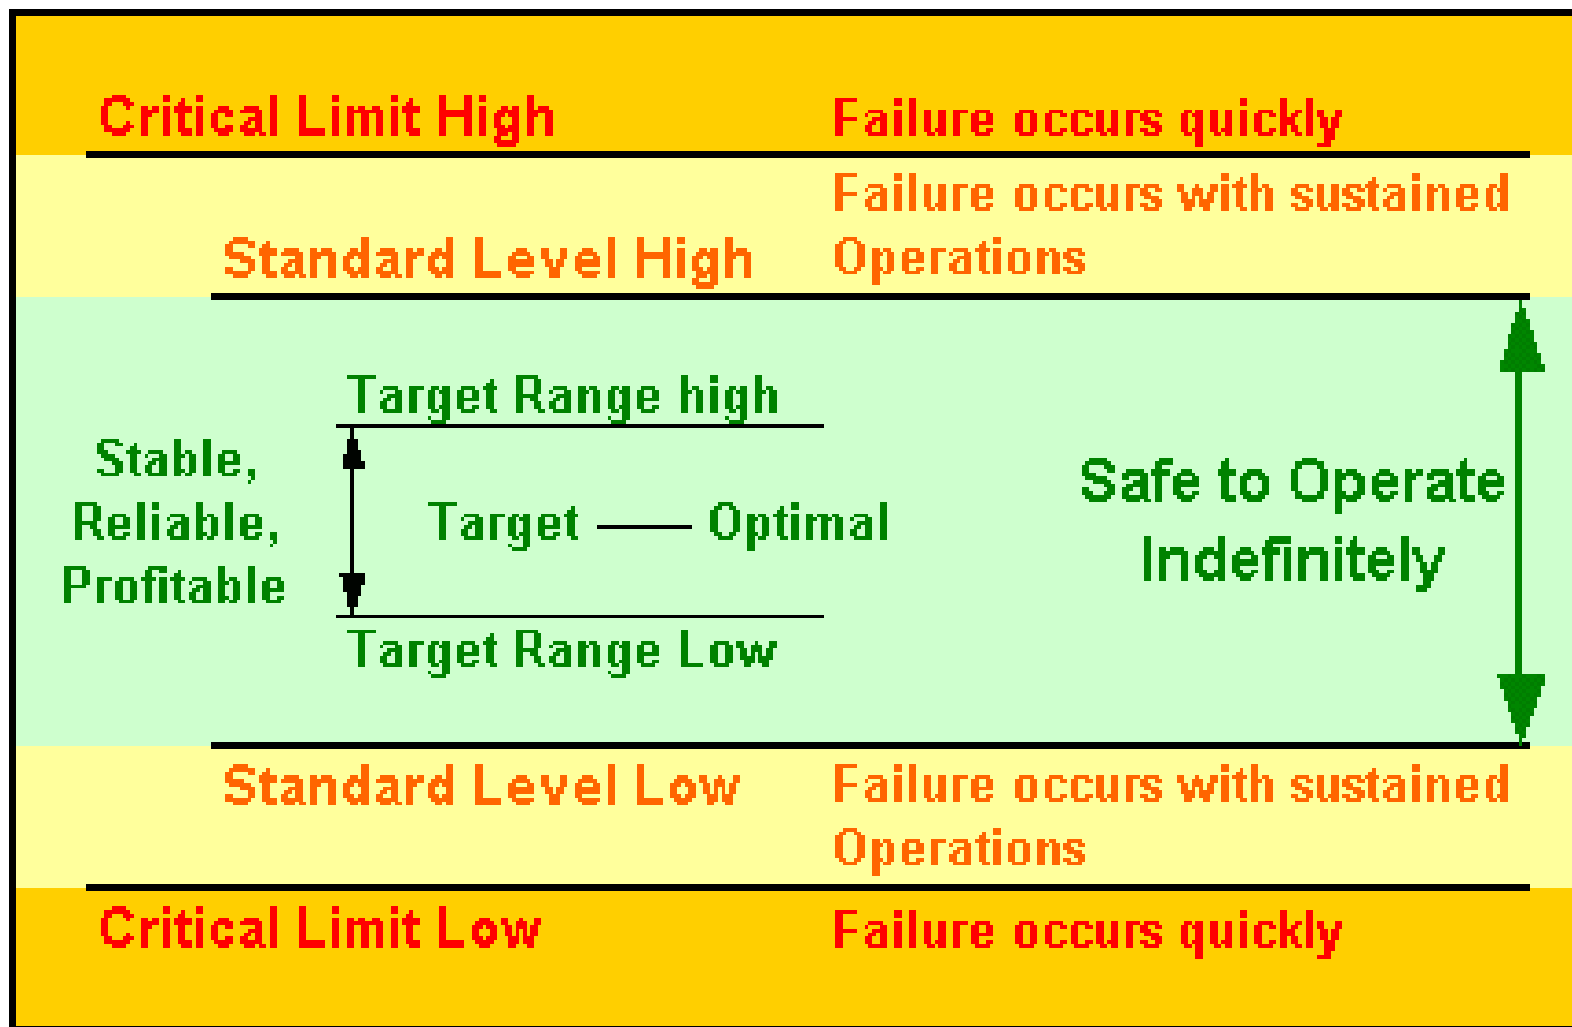 Critical Limit High Failure occurs quickly
Failure occurs with sustained
Standard Level High Operations
Target Range high
Stable,
Reliable,
Profitable
Target Optimal
Target Range Low
Safe to Operate
Indefinitely
Standard Level Low Failure occurs with sustained
Operations
Critical Limit Low Failure occurs quickly